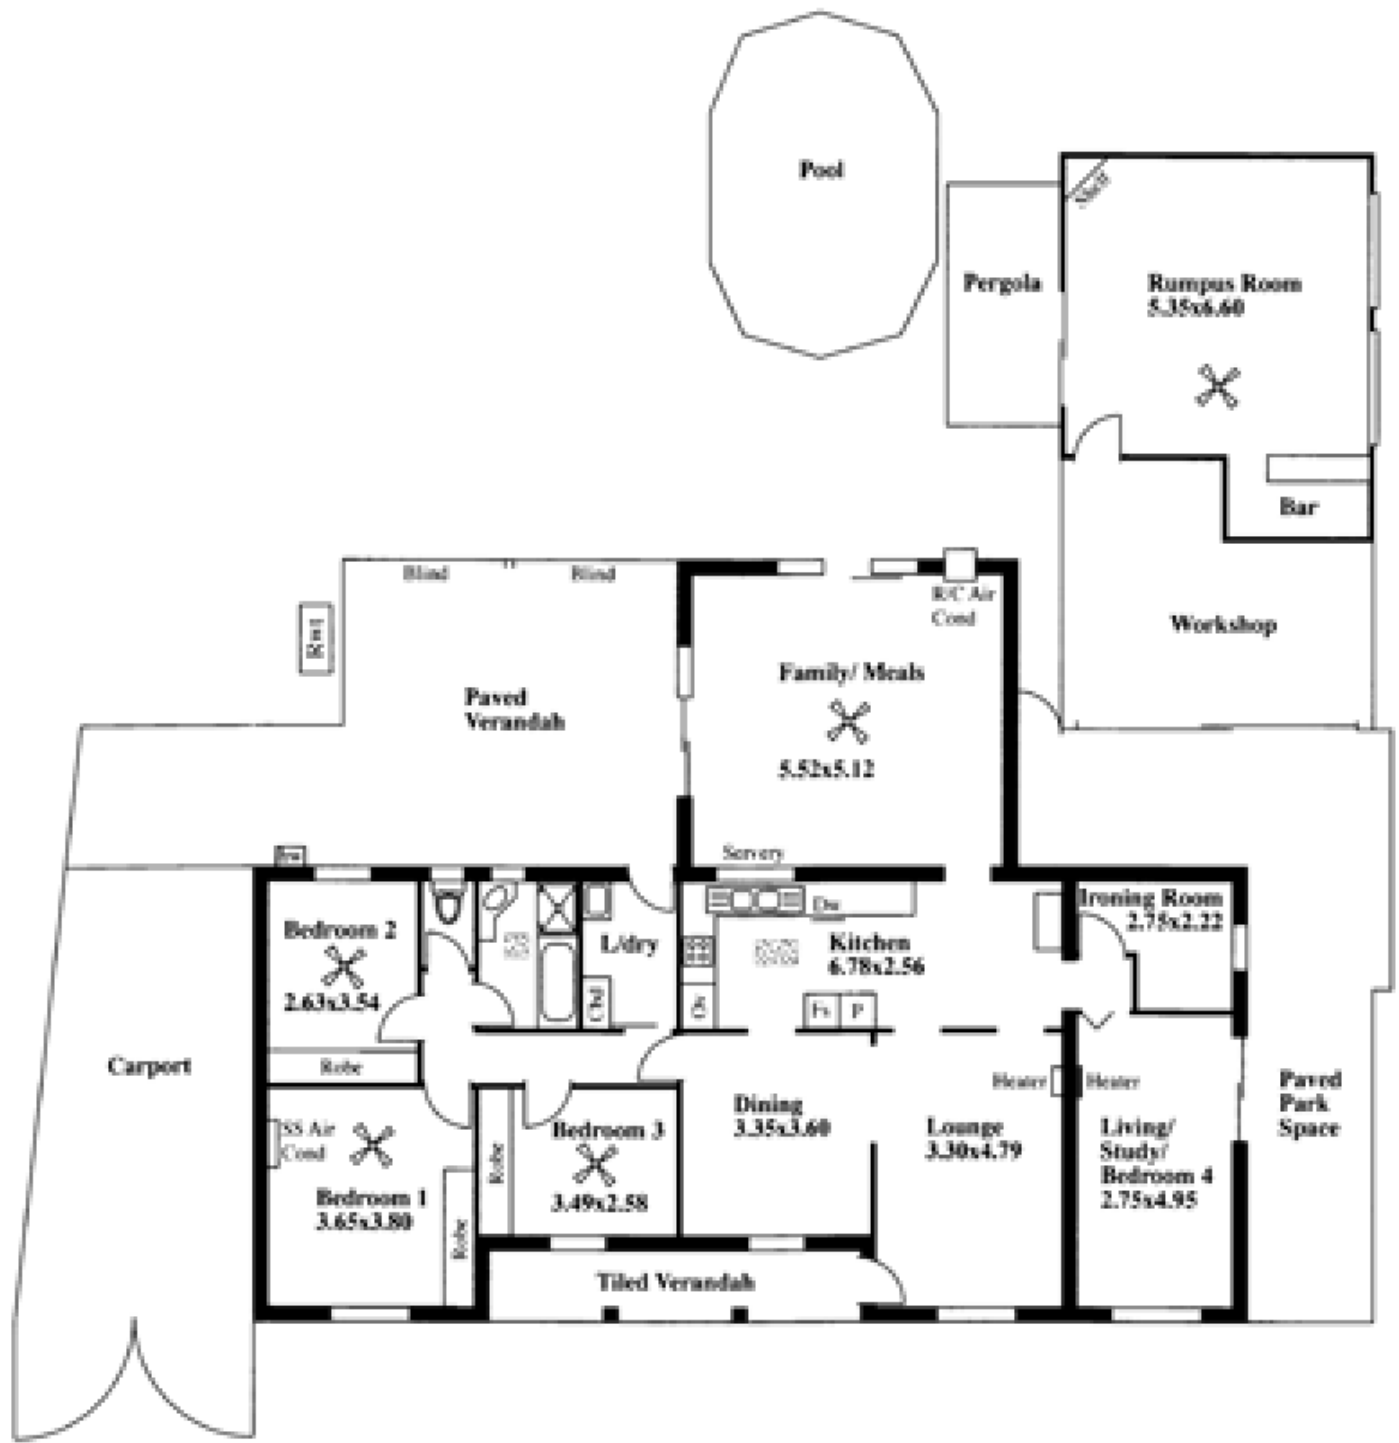 Pool
Shelf
Pergola
Rumpus Room
5.35x6.60
Bar
Workshop
Blind
Blind
R/C Air
Cond
Rwt
Family/ Meals
5.52x5.12
Paved
Verandah
Servery
Hw
Bedroom 2
2.63x3.54
Robe
L/dry
Cbd
Dw
Kitchen
6.78x2.56
Fs
P
Ironing Room
2.75x2.22
Carport
SS Air
Cond
Bedroom 1
3.65x3.80
Robe
Robe
Bedroom 3
3.49x2.58
Dining
3.35x3.60
Heater
Lounge
3.30x4.79
Heater
Living/
Study/
Bedroom 4
2.75x4.95
Paved
Park
Space
Tiled Verandah